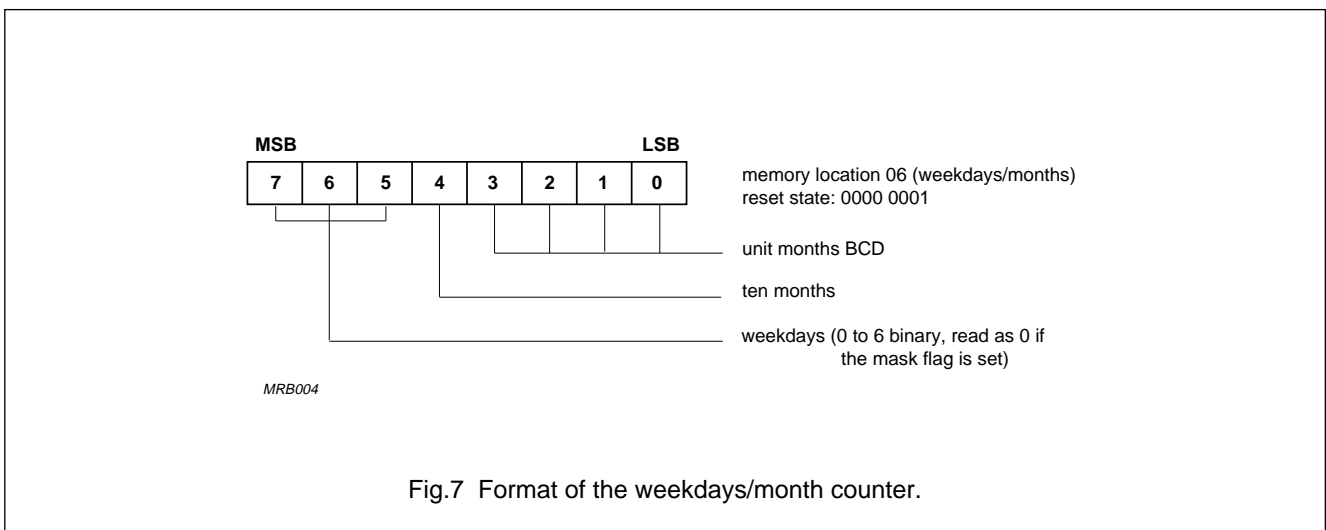 MSB LSB
7 6 5 4 3 2 1 0
memory location 06 (weekdays/months)
reset state: 0000 0001
unit months BCD
ten months
weekdays (0 to 6 binary, read as 0 if
the mask flag is set)
MRB004
Fig.7 Format of the weekdays/month counter.